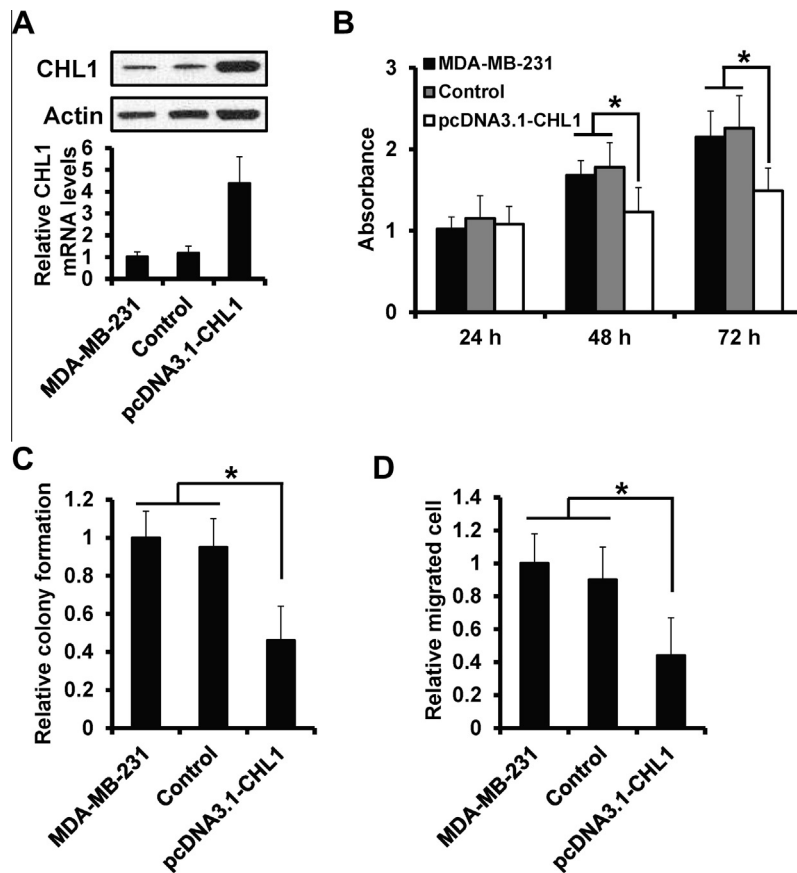 A
CHL1
Actin
Relative CHL1
mRNA levels
6
5
4
3
2
1
0
MDA-MB-231
Control
pcDNA3.1-CHL1
B
MDA-MB-231
Control
pcDNA3.1-CHL1
*
*
Absorbance
3
2
1
0
24 h
48 h
72 h
C
*
Relative colony formation
1.2
1
0.8
0.6
0.4
0.2
0
MDA-MB-231
Control
pcDNA3.1-CHL1
D
*
Relative migrated cell
1.4
1.2
1
0.8
0.6
0.4
0.2
0
MDA-MB-231
Control
pcDNA3.1-CHL1